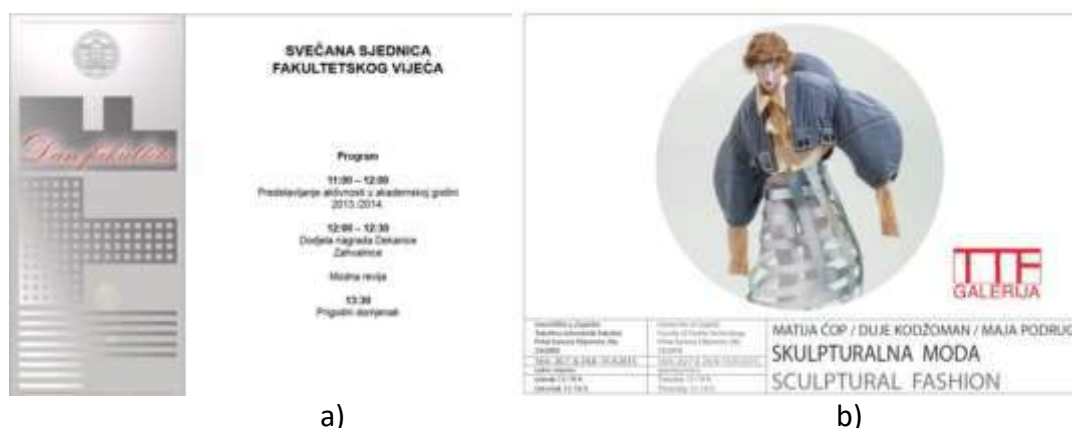 Dan fakulteta
SVEČANA SJEDNICA
FAKULTETSKOG VIJEĆA
Program
11:00 – 12:00
Predstavljanje aktivnosti u akademskoj godini
2013./2014.
12:00 – 12:30
Dodjela nagrada Dekanice
Zahvalnice
Modna revija
13:30
Prigodni domjenak
a)
TTF
GALERIJA
MATIJA ČOP / DUJE KODŽOMAN / MAJA PODRUG
SKULPTURALNA MODA
SCULPTURAL FASHION
b)